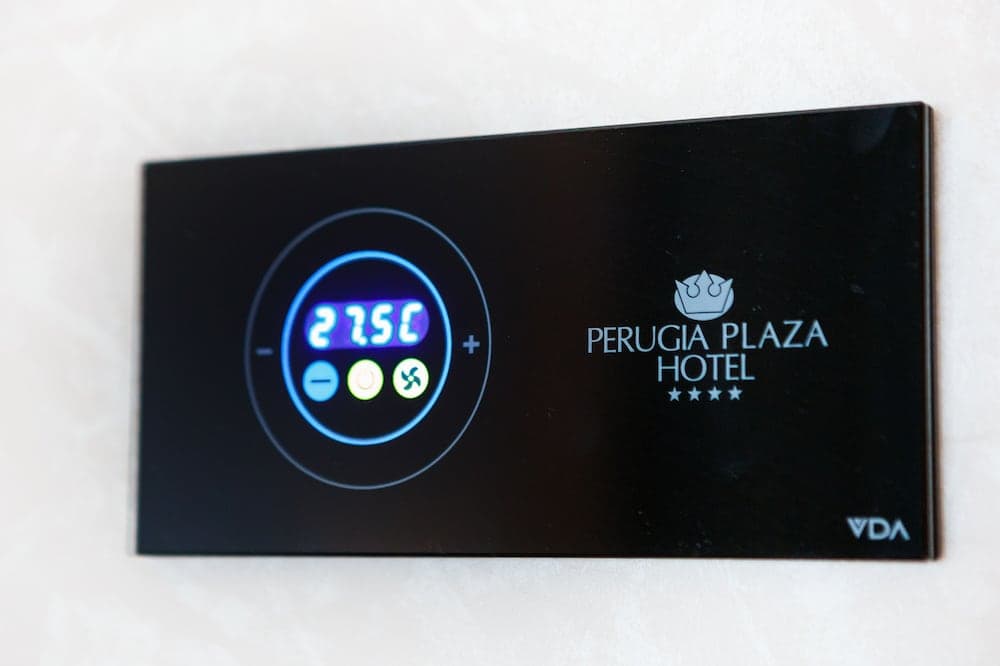 27.5C
- +
PERUGIA PLAZA
HOTEL
★★★★
VDA